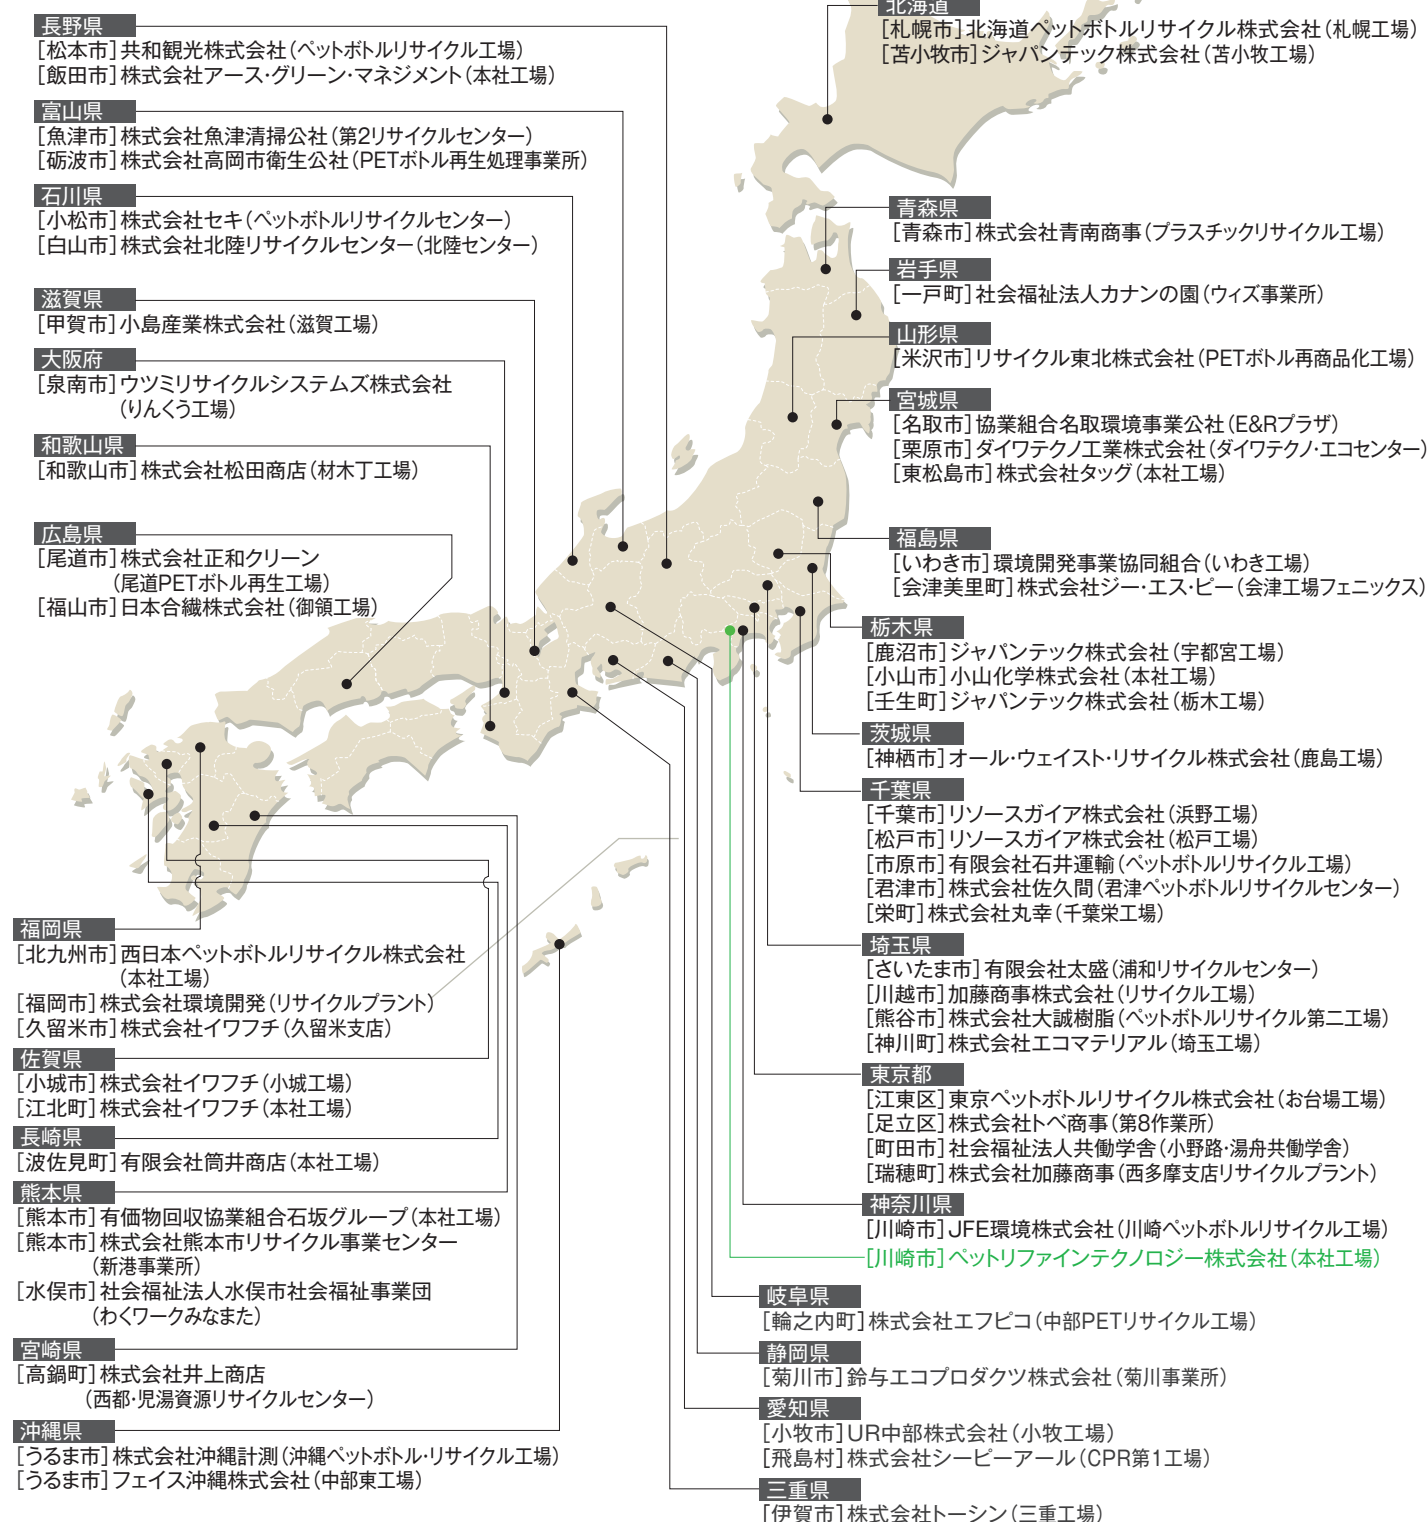 長野県
[松本市]共和観光株式会社(ペットボトルリサイクル工場)
[飯田市]株式会社アース・グリーン・マネジメント(本社工場)
富山県
[魚津市]株式会社魚津清掃公社(第2リサイクルセンター)
[砺波市]株式会社高岡市衛生公社(PETボトル再生処理事業所)
石川県
[小松市]株式会社セキ(ペットボトルリサイクルセンター)
[白山市]株式会社北陸リサイクルセンター(北陸センター)
滋賀県
[甲賀市]小島産業株式会社(滋賀工場)
大阪府
[泉南市]ウツミリサイクルシステムズ株式会社
(りんくう工場)
和歌山県
[和歌山市]株式会社松田商店(材木丁工場)
広島県
[尾道市]株式会社正和クリーン
(尾道PETボトル再生工場)
[福山市]日本合繊株式会社(御領工場)
福岡県
[北九州市]西日本ペットボトルリサイクル株式会社
(本社工場)
[福岡市]株式会社環境開発(リサイクルプラント)
[久留米市]株式会社イワフチ(久留米支店)
佐賀県
[小城市]株式会社イワフチ(小城工場)
[江北町]株式会社イワフチ(本社工場)
長崎県
[波佐見町]有限会社筒井商店(本社工場)
熊本県
[熊本市]有価物回収協業組合石坂グループ(本社工場)
[熊本市]株式会社熊本市リサイクル事業センター
(新港事業所)
[水俣市]社会福祉法人水俣市社会福祉事業団
(わくワークみなまた)
宮崎県
[高鍋町]株式会社井上商店
(西都・児湯資源リサイクルセンター)
沖縄県
[うるま市]株式会社沖縄計測(沖縄ペットボトル・リサイクル工場)
[うるま市]フェイス沖縄株式会社(中部東工場)
北海道
[札幌市]北海道ペットボトルリサイクル株式会社(札幌工場)
[苫小牧市]ジャパンテック株式会社(苫小牧工場)
青森県
[青森市]株式会社青南商事(プラスチックリサイクル工場)
岩手県
[一戸町]社会福祉法人カナンの園(ウィズ事業所)
山形県
[米沢市]リサイクル東北株式会社(PETボトル再商品化工場)
宮城県
[名取市]協業組合名取環境事業公社(E&Rプラザ)
[栗原市]ダイワテクノ工業株式会社(ダイワテクノ・エコセンター)
[東松島市]株式会社タッグ(本社工場)
福島県
[いわき市]環境開発事業協同組合(いわき工場)
[会津美里町]株式会社ジー・エス・ピー(会津工場フェニックス)
栃木県
[鹿沼市]ジャパンテック株式会社(宇都宮工場)
[小山市]小山化学株式会社(本社工場)
[壬生町]ジャパンテック株式会社(栃木工場)
茨城県
[神栖市]オール・ウェイスト・リサイクル株式会社(鹿島工場)
千葉県
[千葉市]リソースガイア株式会社(浜野工場)
[松戸市]リソースガイア株式会社(松戸工場)
[市原市]有限会社石井運輸(ペットボトルリサイクル工場)
[君津市]株式会社佐久間(君津ペットボトルリサイクルセンター)
[栄町]株式会社丸幸(千葉栄工場)
埼玉県
[さいたま市]有限会社太盛(浦和リサイクルセンター)
[川越市]加藤商事株式会社(リサイクル工場)
[熊谷市]株式会社大誠樹脂(ペットボトルリサイクル第二工場)
[神川町]株式会社エコマテリアル(埼玉工場)
東京都
[江東区]東京ペットボトルリサイクル株式会社(お台場工場)
[足立区]株式会社トベ商事(第8作業所)
[町田市]社会福祉法人共働学舎(小野路・湯舟共働学舎)
[瑞穂町]株式会社加藤商事(西多摩支店リサイクルプラント)
神奈川県
[川崎市]JFE環境株式会社(川崎ペットボトルリサイクル工場)
[川崎市]ペットリファインテクノロジー株式会社(本社工場)
岐阜県
[輪之内町]株式会社エフピコ(中部PETリサイクル工場)
静岡県
[菊川市]鈴与エコプロダクツ株式会社(菊川事業所)
愛知県
[小牧市]UR中部株式会社(小牧工場)
[飛島村]株式会社シーピーアール(CPR第1工場)
三重県
[伊賀市]株式会社トーシン(三重工場)